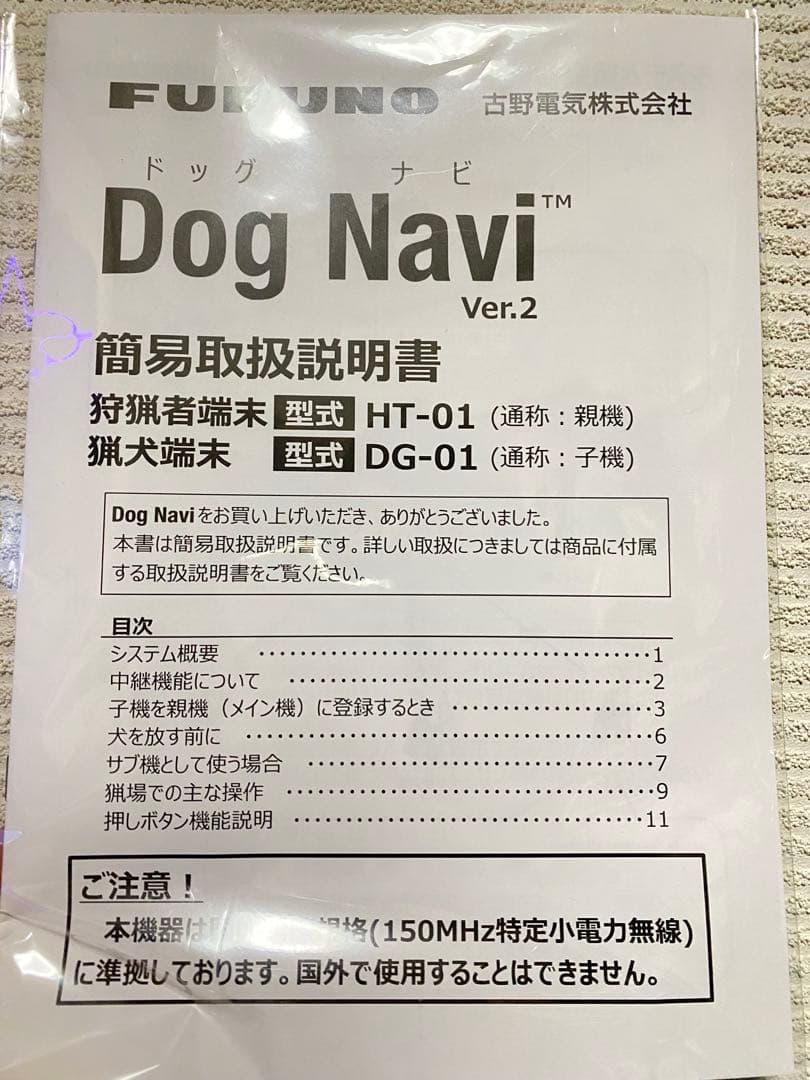 FURUNO 古野電気株式会社
ドッグ ナビ
Dog Navi™
Ver.2
簡易取扱説明書
狩猟者端末 型式 HT-01 (通称：親機)
猟犬端末 型式 DG-01 (通称：子機)
Dog Naviをお買い上げいただき、ありがとうございました。
本書は簡易取扱説明書です。詳しい取扱につきましては商品に付属
する取扱説明書をご覧ください。
目次
システム概要 ･････････････････････････････････････1
中継機能について ･･････････････････････････････････2
子機を親機（メイン機）に登録するとき ･･･････････････････3
犬を放す前に ･･････････････････････････････････････6
サブ機として使う場合 ････････････････････････････････7
猟場での主な操作 ･･････････････････････････････････9
押しボタン機能説明 ････････････････････････････････11
ご注意！
本機器は 規格(150MHz特定小電力無線)
に準拠しております。国外で使用することはできません。